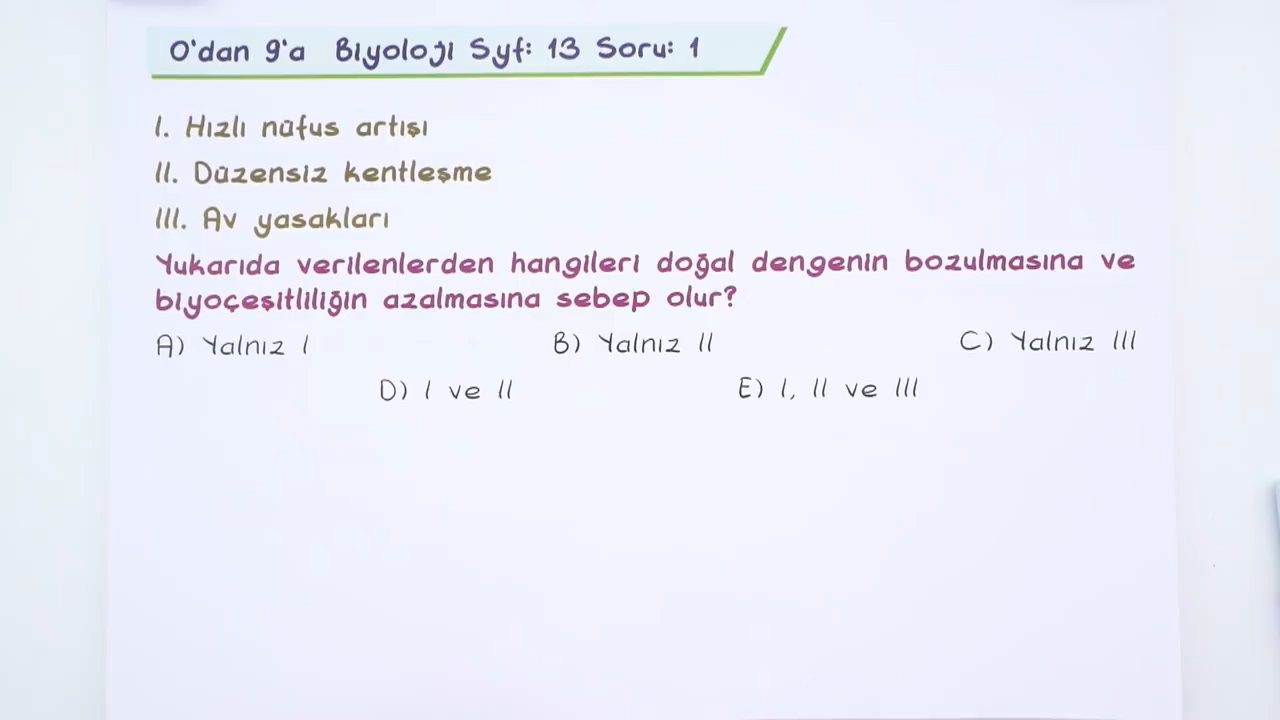 0'dan 9'a Biyoloji Syf: 13 Soru: 1
I. Hızlı nüfus artışı
II. Düzensiz kentleşme
III. Av yasakları
Yukarıda verilenlerden hangileri doğal dengenin bozulmasına ve
biyoçeşitliliğin azalmasına sebep olur?
A) Yalnız I B) Yalnız II C) Yalnız III
D) I ve II E) I, II ve III